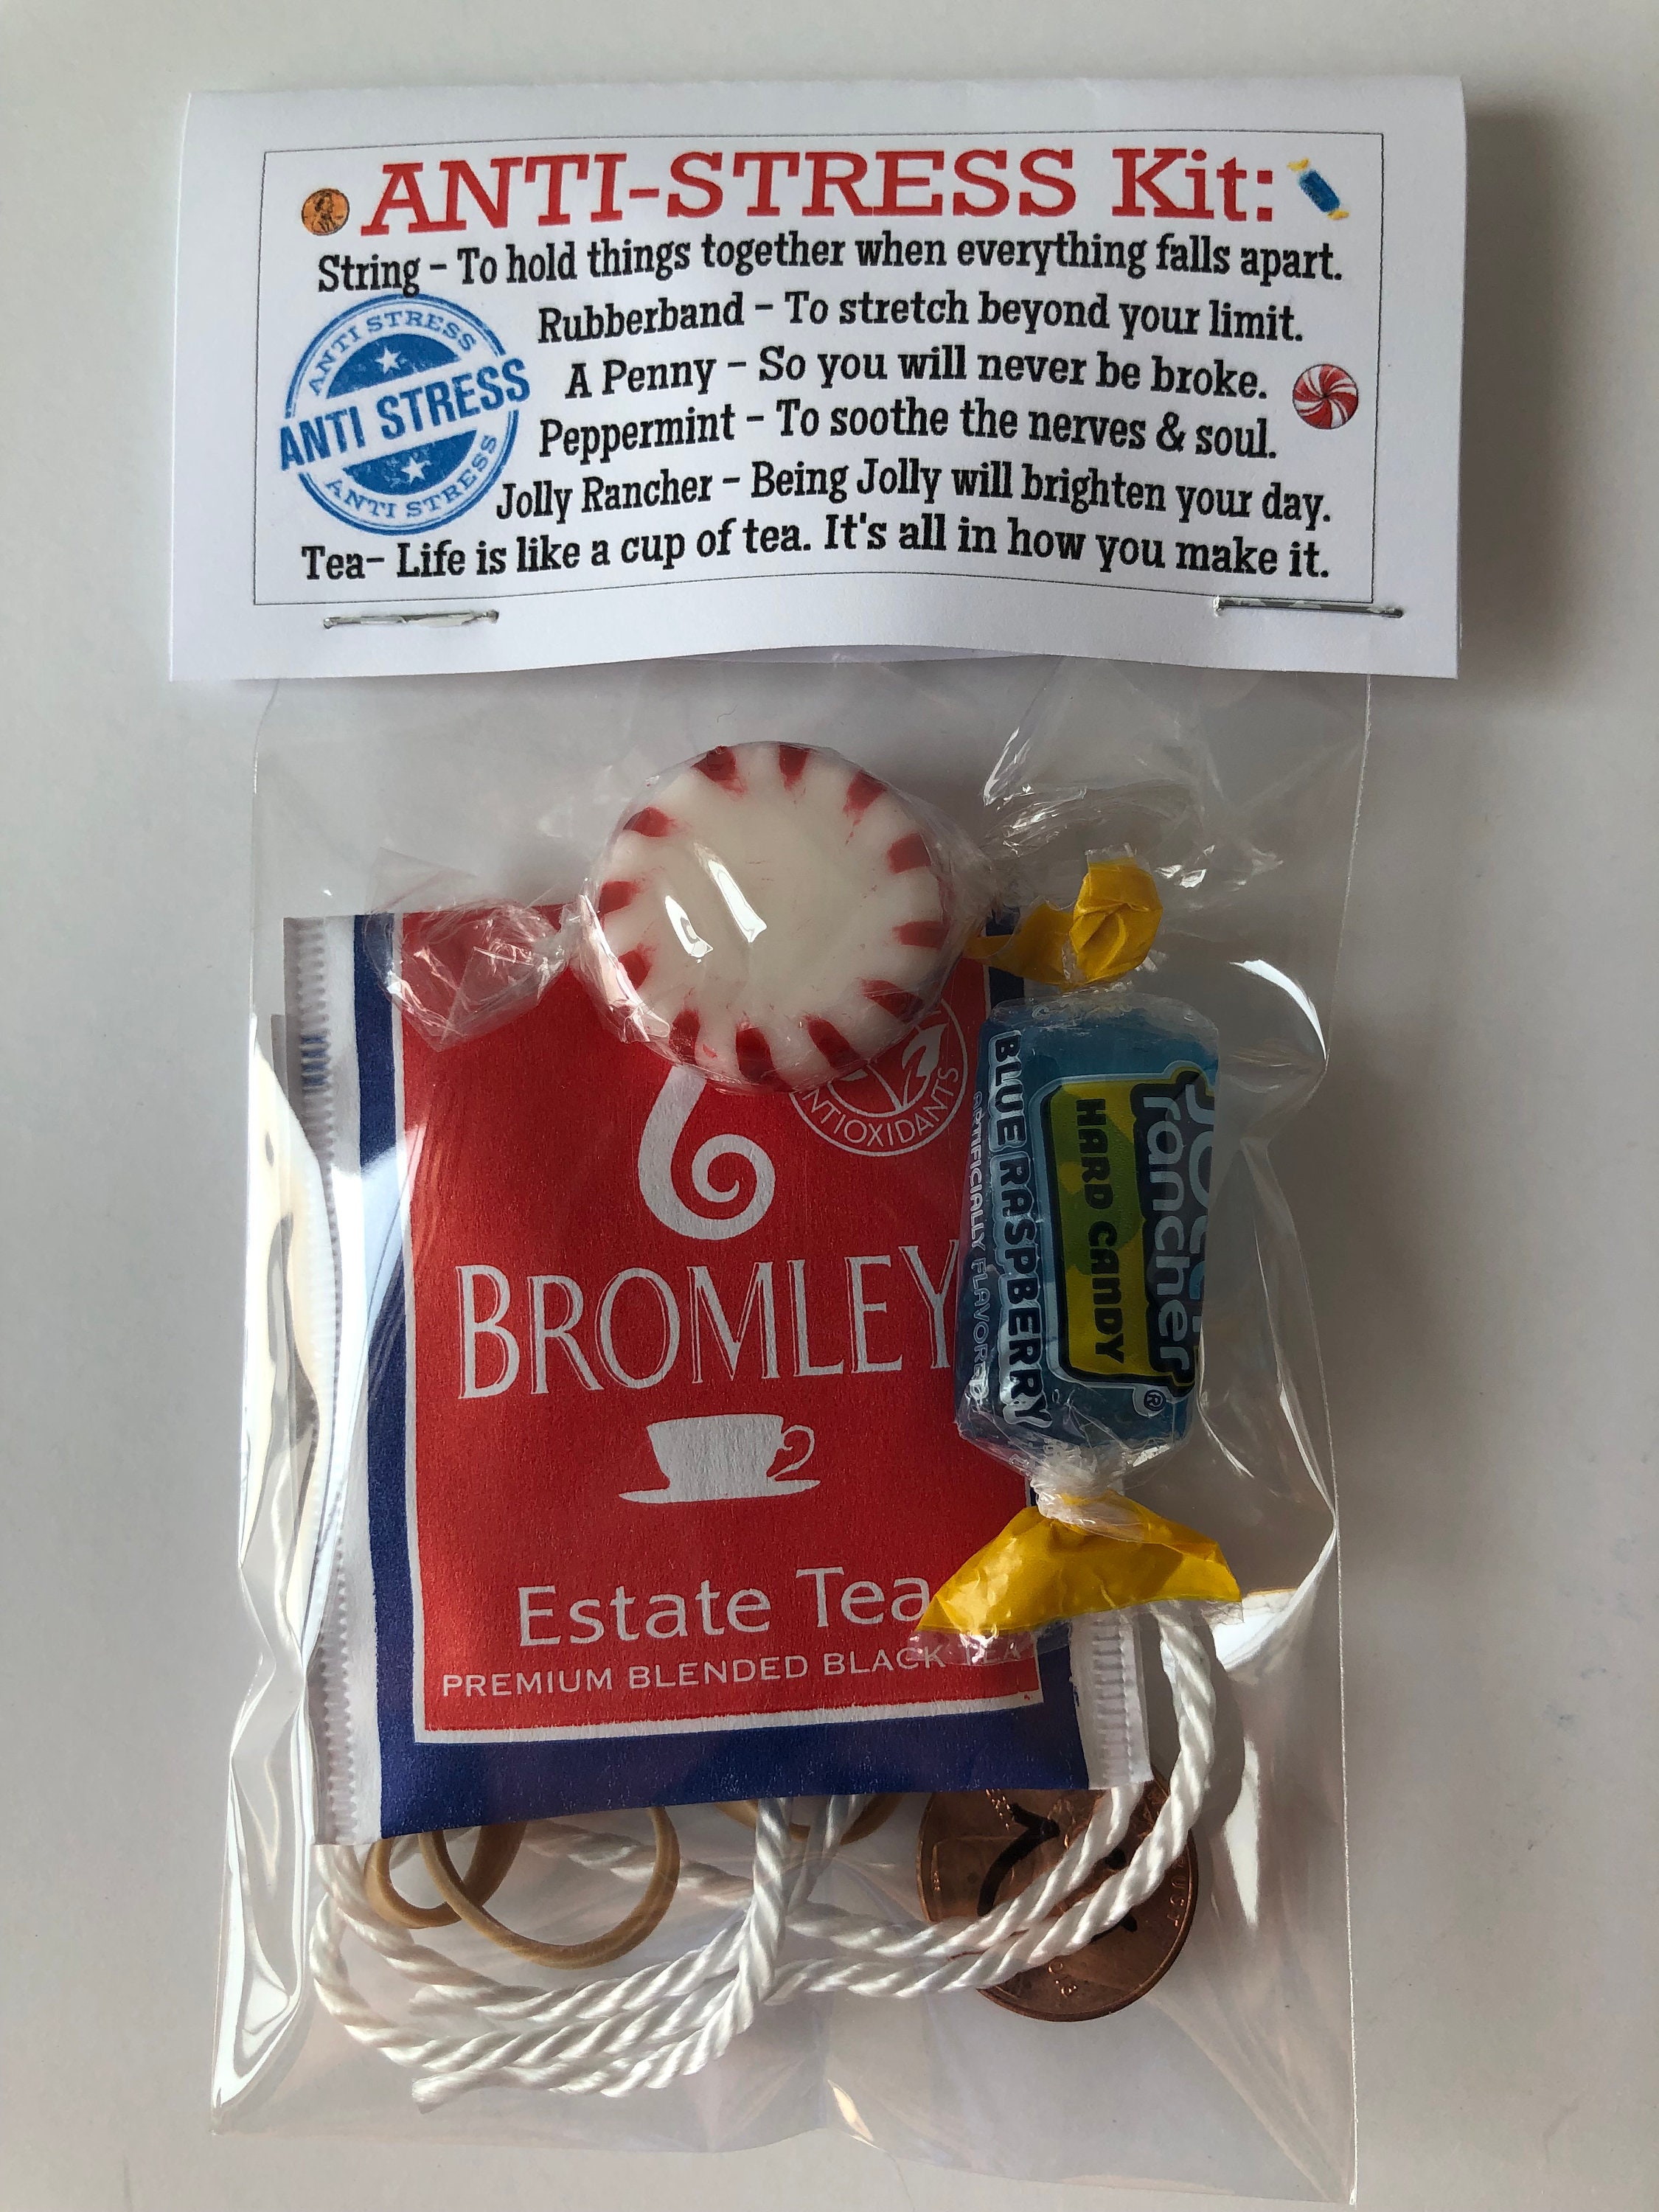 ANTI-STRESS Kit:
String - To hold things together when everything falls apart.
Rubberband - To stretch beyond your limit.
A Penny - So you will never be broke.
Peppermint - To soothe the nerves & soul.
Jolly Rancher - Being Jolly will brighten your day.
Tea- Life is like a cup of tea. It's all in how you make it.
ANTI STRESS
ANTI STRESS
ANTI STRESS
BROMLEY
Estate Tea
PREMIUM BLENDED BLACK TEA
rancher
HARD CANDY
BLUE RASPBERRY
ARTIFICIALLY FLAVORED